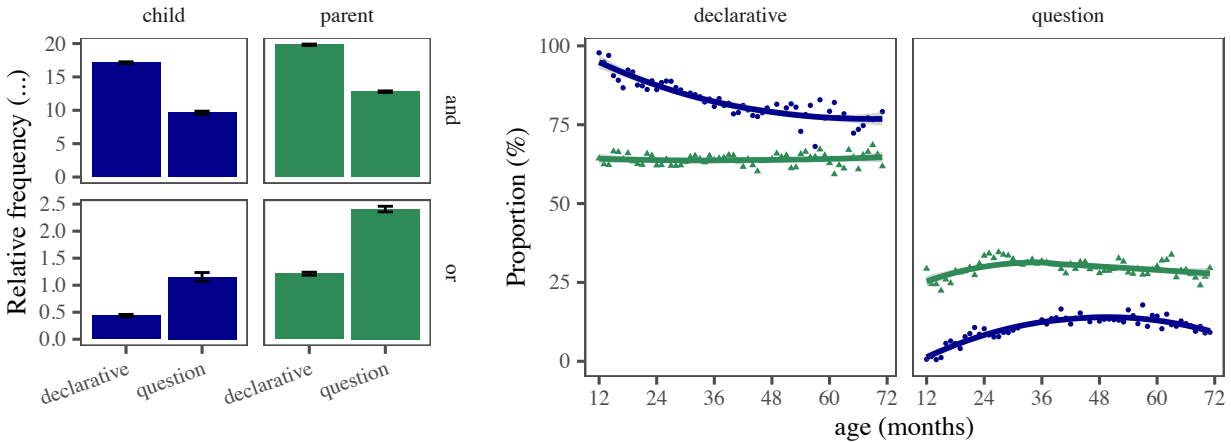 child parent
Relative frequency (...)
20
15
10
5
0
and
2.5
2.0
1.5
1.0
0.5
0.0
or
declarative question declarative question
declarative question
Proportion (%)
100
75
50
25
0
12 24 36 48 60 72 12 24 36 48 60 72
age (months)